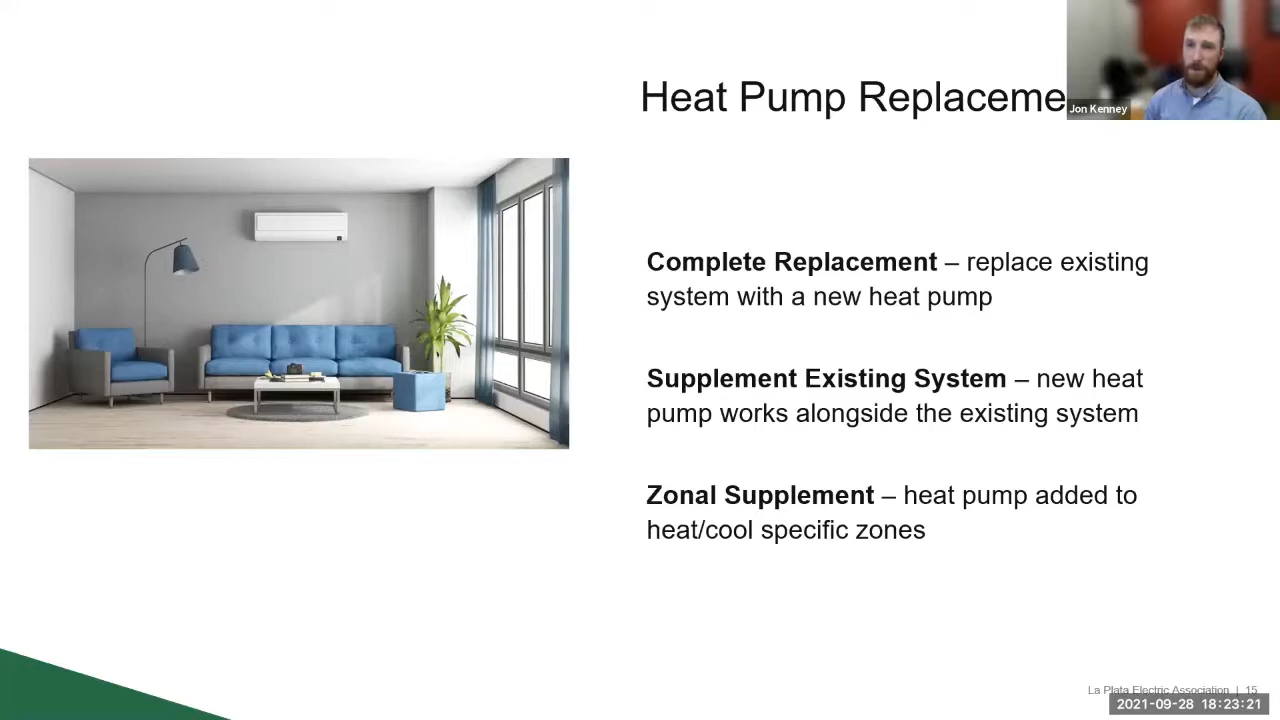 Heat Pump Replaceme
Jon Kenney
Complete Replacement – replace existing
system with a new heat pump
Supplement Existing System – new heat
pump works alongside the existing system
Zonal Supplement – heat pump added to
heat/cool specific zones
La Plata Electric Association | 15
2021-09-28 18:23:21